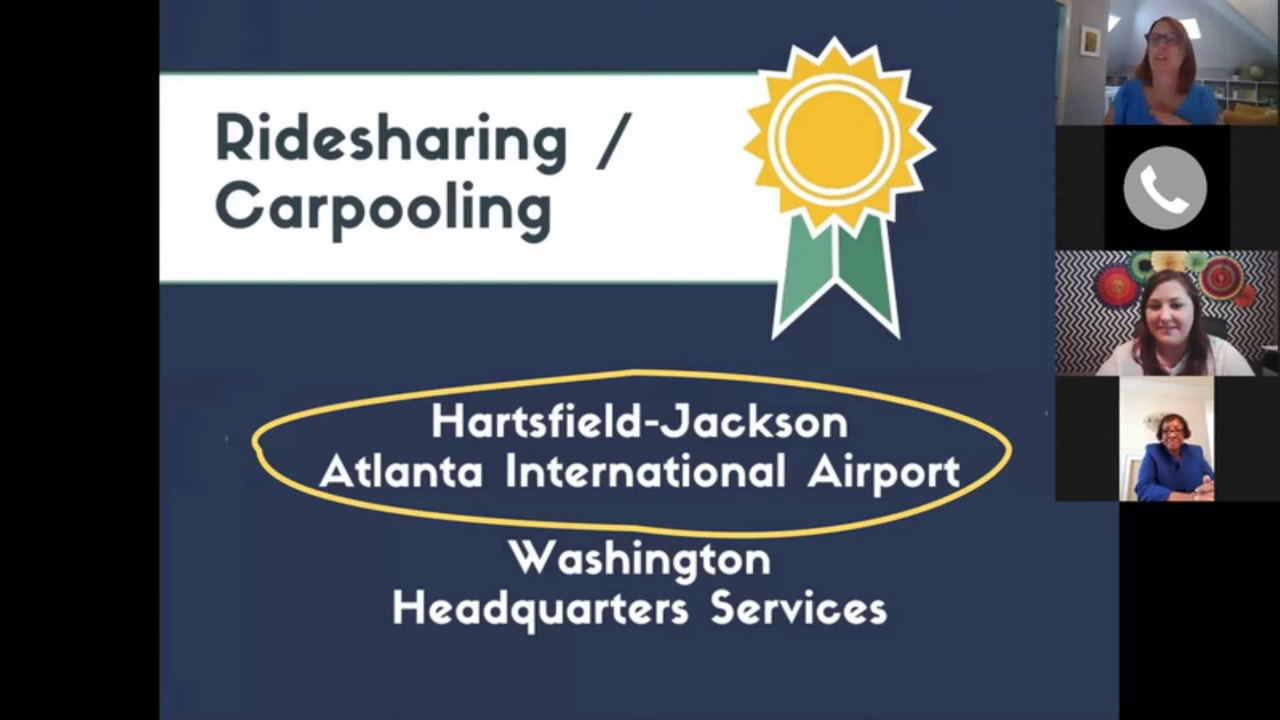 Ridesharing /
Carpooling
Hartsfield-Jackson
Atlanta International Airport
Washington
Headquarters Services